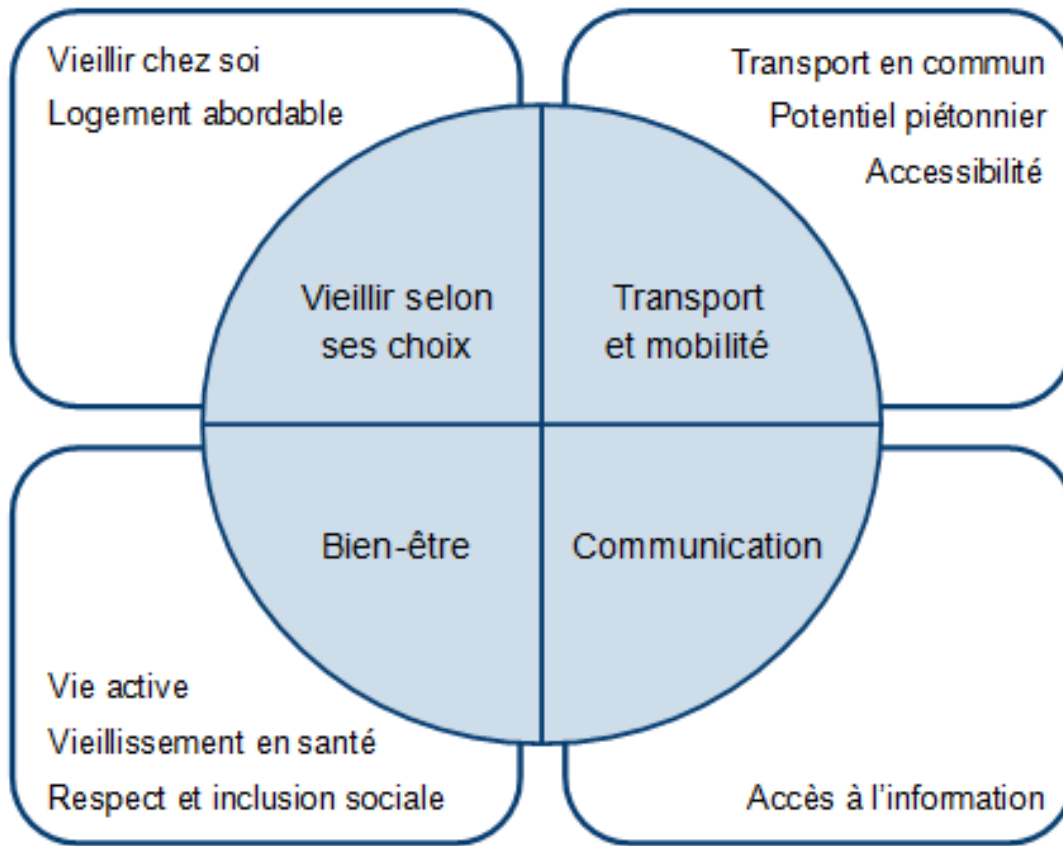 Vieillir chez soi
Logement abordable
Transport en commun
Potentiel piétonnier
Accessibilité
Vieillir selon
ses choix
Transport
et mobilité
Bien-être
Communication
Vie active
Vieillissement en santé
Respect et inclusion sociale
Accès à l’information